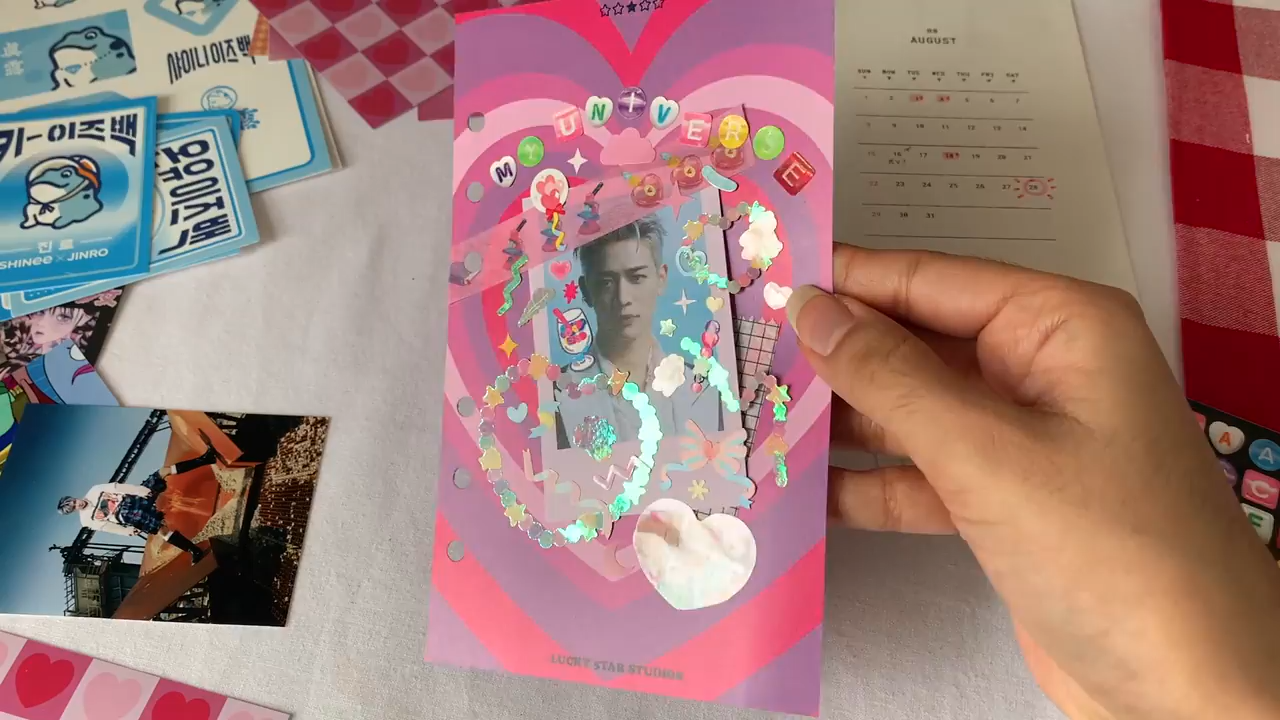 샤이니이즈백
키-이즈백
진로
SHINee × JINRO
MY UNIVERSE
LUCKY STAR STUDIOS
AUGUST
SUN MON TUE WED THU FRI SAT
1 2 3 4 5 6 7
8 9 10 11 12 13 14
15 16 17 18 19 20 21
22 23 24 25 26 27 28
29 30 31
A A
C
E